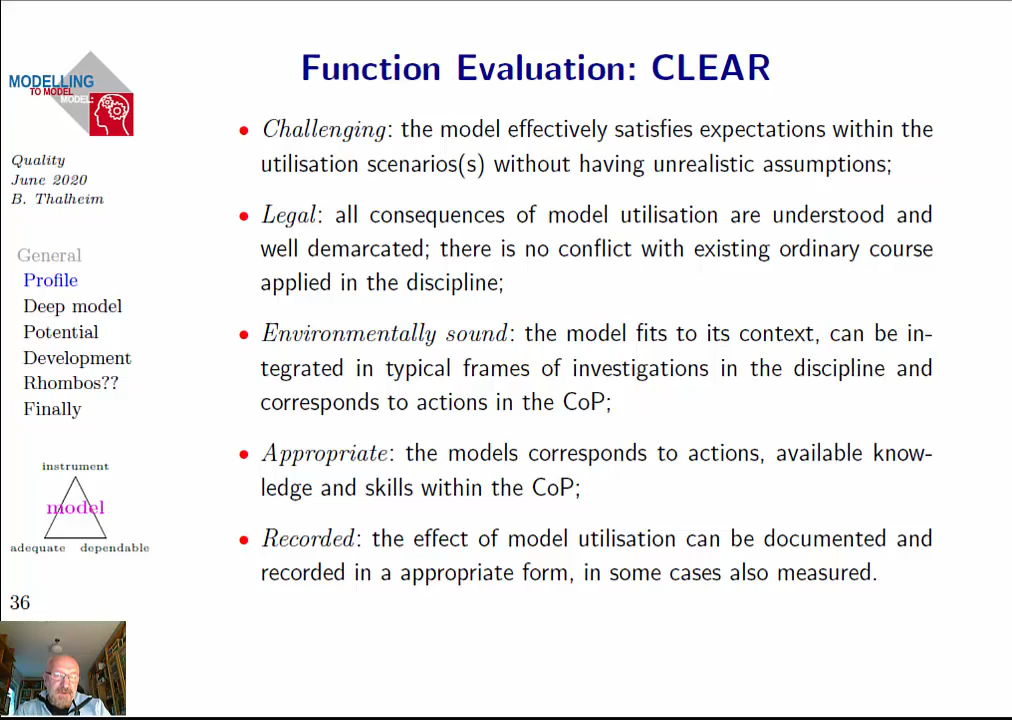 Function Evaluation: CLEAR
MODELLING
TO MODEL
MODEL:
Quality
June 2020
B. Thalheim
General
Profile
Deep model
Potential
Development
Rhombos??
Finally
instrument
model
adequate dependable
36
• Challenging: the model effectively satisfies expectations within the
utilisation scenarios(s) without having unrealistic assumptions;
• Legal: all consequences of model utilisation are understood and
well demarcated; there is no conflict with existing ordinary course
applied in the discipline;
• Environmentally sound: the model fits to its context, can be in-
tegrated in typical frames of investigations in the discipline and
corresponds to actions in the CoP;
• Appropriate: the models corresponds to actions, available know-
ledge and skills within the CoP;
• Recorded: the effect of model utilisation can be documented and
recorded in a appropriate form, in some cases also measured.